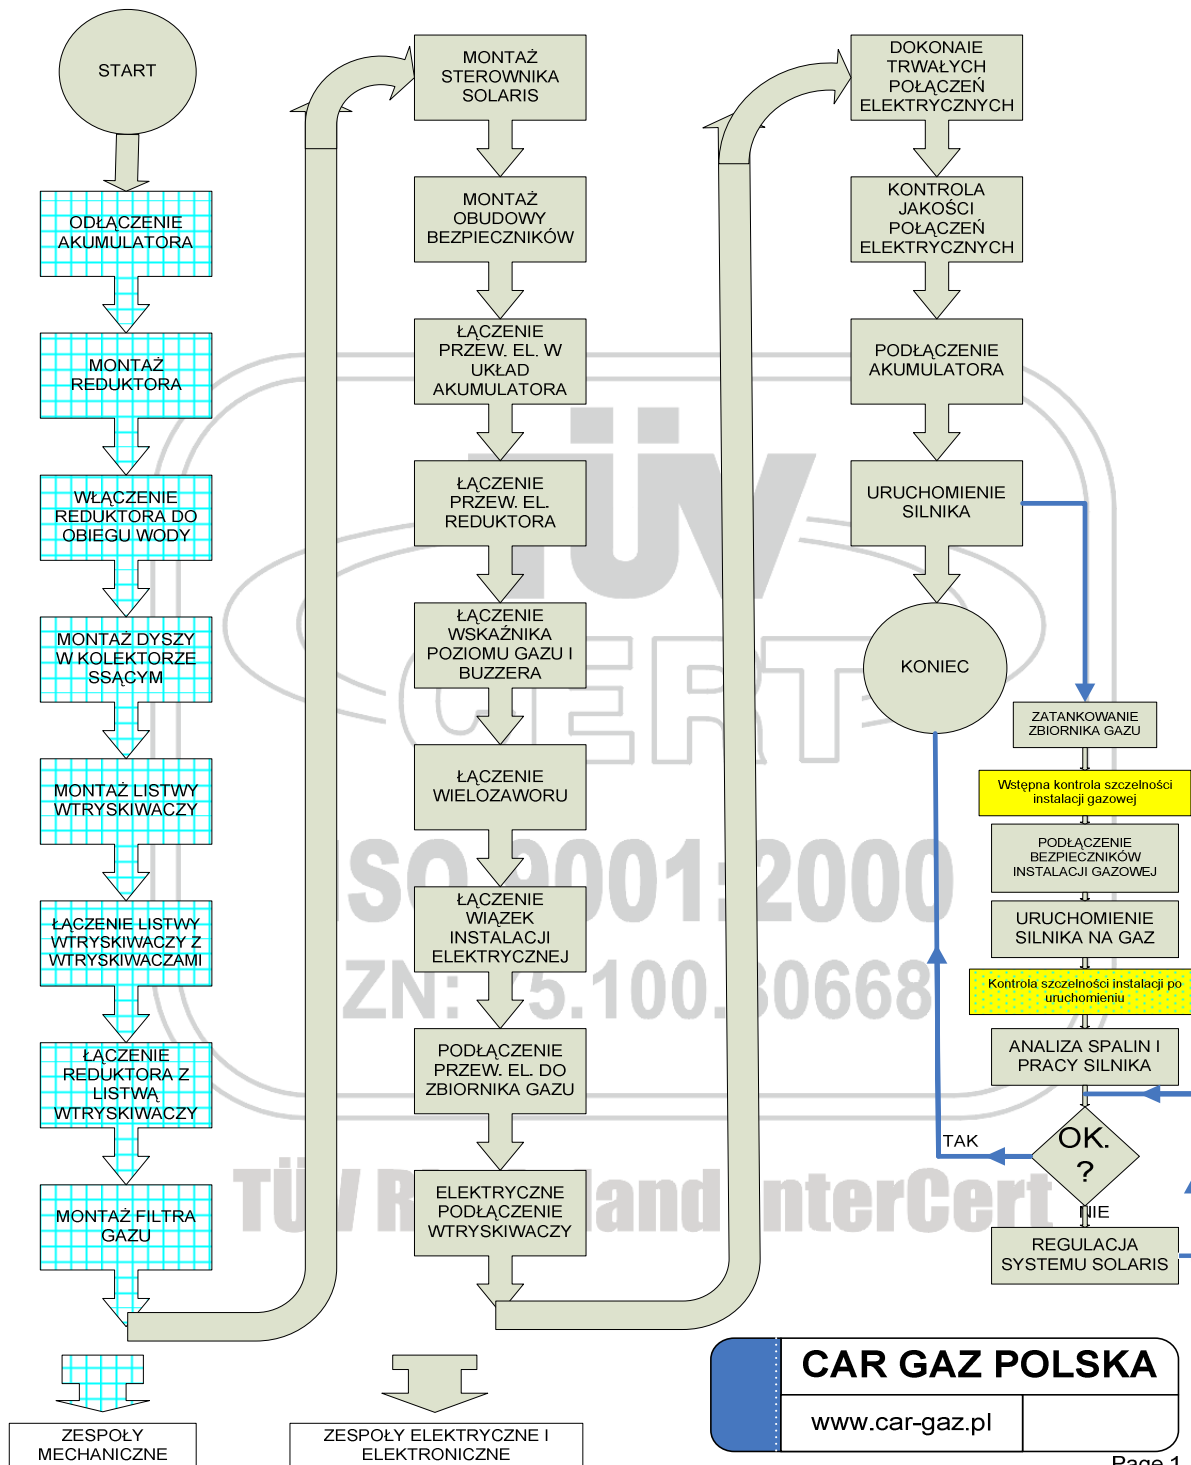 START
ODŁĄCZENIE
AKUMULATORA
MONTAŻ
REDUKTORA
WŁĄCZENIE
REDUKTORA DO
OBIEGU WODY
MONTAŻ DYSZY
W KOLEKTORZE
SSĄCYM
MONTAŻ LISTWY
WTRYSKIWACZY
ŁĄCZENIE LISTWY
WTRYSKIWACZY Z
WTRYSKIWACZAMI
ŁĄCZENIE
REDUKTORA Z
LISTWĄ
WTRYSKIWACZY
MONTAŻ FILTRA
GAZU
ZESPOŁY
MECHANICZNE
MONTAŻ
STEROWNIKA
SOLARIS
MONTAŻ
OBUDOWY
BEZPIECZNIKÓW
ŁĄCZENIE
PRZEW. EL. W
UKŁAD
AKUMULATORA
ŁĄCZENIE
PRZEW. EL.
REDUKTORA
ŁĄCZENIE
WSKAŹNIKA
POZIOMU GAZU I
BUZZERA
ŁĄCZENIE
WIELOZAWORU
ŁĄCZENIE
WIĄZEK
INSTALACJI
ELEKTRYCZNEJ
PODŁĄCZENIE
PRZEW. EL. DO
ZBIORNIKA GAZU
ELEKTRYCZNE
PODŁĄCZENIE
WTRYSKIWACZY
ZESPOŁY ELEKTRYCZNE I
ELEKTRONICZNE
DOKONAIE
TRWAŁYCH
POŁĄCZEŃ
ELEKTRYCZNYCH
KONTROLA
JAKOŚCI
POŁĄCZEŃ
ELEKTRYCZNYCH
PODŁĄCZENIE
AKUMULATORA
URUCHOMIENIE
SILNIKA
KONIEC
ZATANKOWANIE
ZBIORNIKA GAZU
Wstępna kontrola szczelności
instalacji gazowej
PODŁĄCZENIE
BEZPIECZNIKÓW
INSTALACJI GAZOWEJ
URUCHOMIENIE
SILNIKA NA GAZ
Kontrola szczelności instalacji po
uruchomieniu
ANALIZA SPALIN I
PRACY SILNIKA
OK.
?
TAK
NIE
REGULACJA
SYSTEMU SOLARIS
TÜV
CERT
ISO 9001:2000
ZN: 75.100.30668
InterCert
CAR GAZ POLSKA
www.car-gaz.pl
Page 1